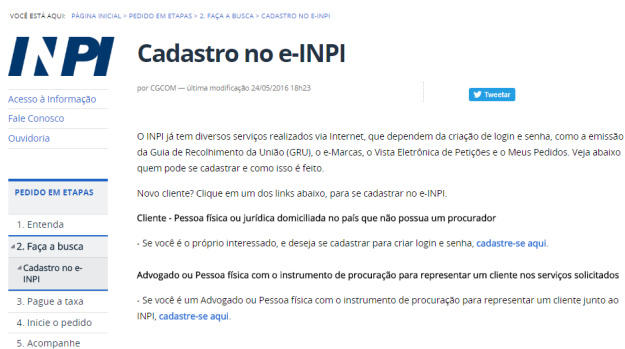 VOCÊ ESTÁ AQUI: PÁGINA INICIAL > PEDIDO EM ETAPAS > 2. FAÇA A BUSCA > CADASTRO NO E-INPI
INPI
Acesso à Informação
Fale Conosco
Ouvidoria
PEDIDO EM ETAPAS
1. Entenda
2. Faça a busca
Cadastro no e-
INPI
3. Pague a taxa
4. Inicie o pedido
5. Acompanhe
Cadastro no e-INPI
por CGCOM — última modificação 24/05/2016 18h23
Tweetar
O INPI já tem diversos serviços realizados via Internet, que dependem da criação de login e senha, como a emissão
da Guia de Recolhimento da União (GRU), o e-Marcas, o Vista Eletrônica de Petições e o Meus Pedidos. Veja abaixo
quem pode se cadastrar e como isso é feito.
Novo cliente? Clique em um dos links abaixo, para se cadastrar no e-INPI.
Cliente - Pessoa física ou jurídica domiciliada no país que não possua um procurador
- Se você é o próprio interessado, e deseja se cadastrar para criar login e senha, cadastre-se aqui.
Advogado ou Pessoa física com o instrumento de procuração para representar um cliente nos serviços solicitados
- Se você é um Advogado ou Pessoa física com o instrumento de procuração para representar um cliente junto ao
INPI, cadastre-se aqui.